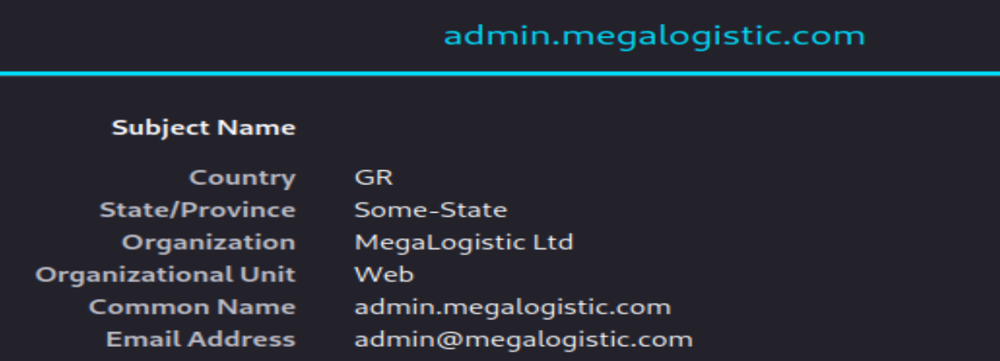 admin.megalogistic.com
Subject Name
Country GR
State/Province Some-State
Organization MegaLogistic Ltd
Organizational Unit Web
Common Name admin.megalogistic.com
Email Address admin@megalogistic.com